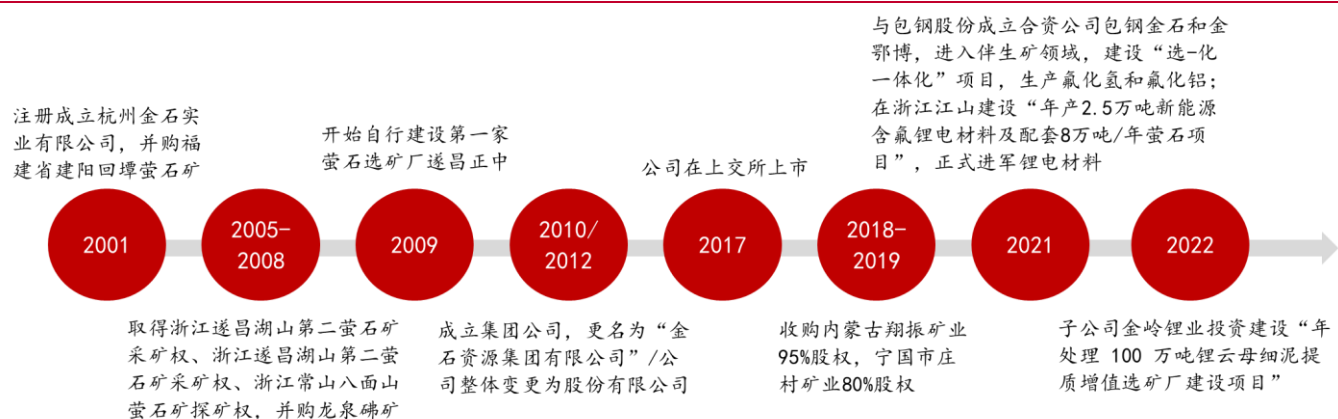 注册成立杭州金石实
业有限公司，并购福
建省建阳回墰萤石矿
开始自行建设第一家
萤石选矿厂遂昌正中
公司在上交所上市
与包钢股份成立合资公司包钢金石和金
鄂博，进入伴生矿领域，建设“选-化
一体化”项目，生产氟化氢和氟化铝；
在浙江江山建设“年产2.5万吨新能源
含氟锂电材料及配套8万吨/年萤石项
目”，正式进军锂电材料
2001
2005-
2008
2009
2010/
2012
2017
2018-
2019
2021
2022
取得浙江遂昌湖山第二萤石矿
采矿权、浙江遂昌湖山第二萤
石矿采矿权、浙江常山八面山
萤石矿探矿权，并购龙泉砩矿
成立集团公司，更名为“金
石资源集团有限公司”/公
司整体变更为股份有限公司
收购内蒙古翔振矿业
95%股权，宁国市庄
村矿业80%股权
子公司金岭锂业投资建设“年
处理 100 万吨锂云母细泥提
质增值选矿厂建设项目”